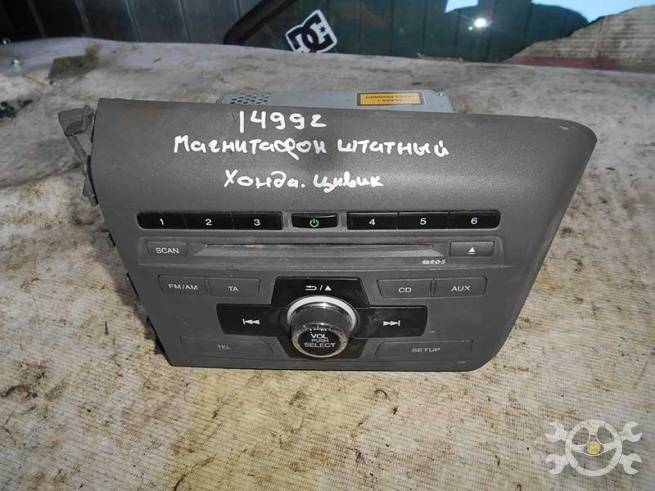 14992
Магнитафон штатный
Хонда. Цивик
1 2 3 4 5 6
SCAN
RDS
FM/AM TA CD AUX
VOL
PUSH
SELECT
TEL SETUP